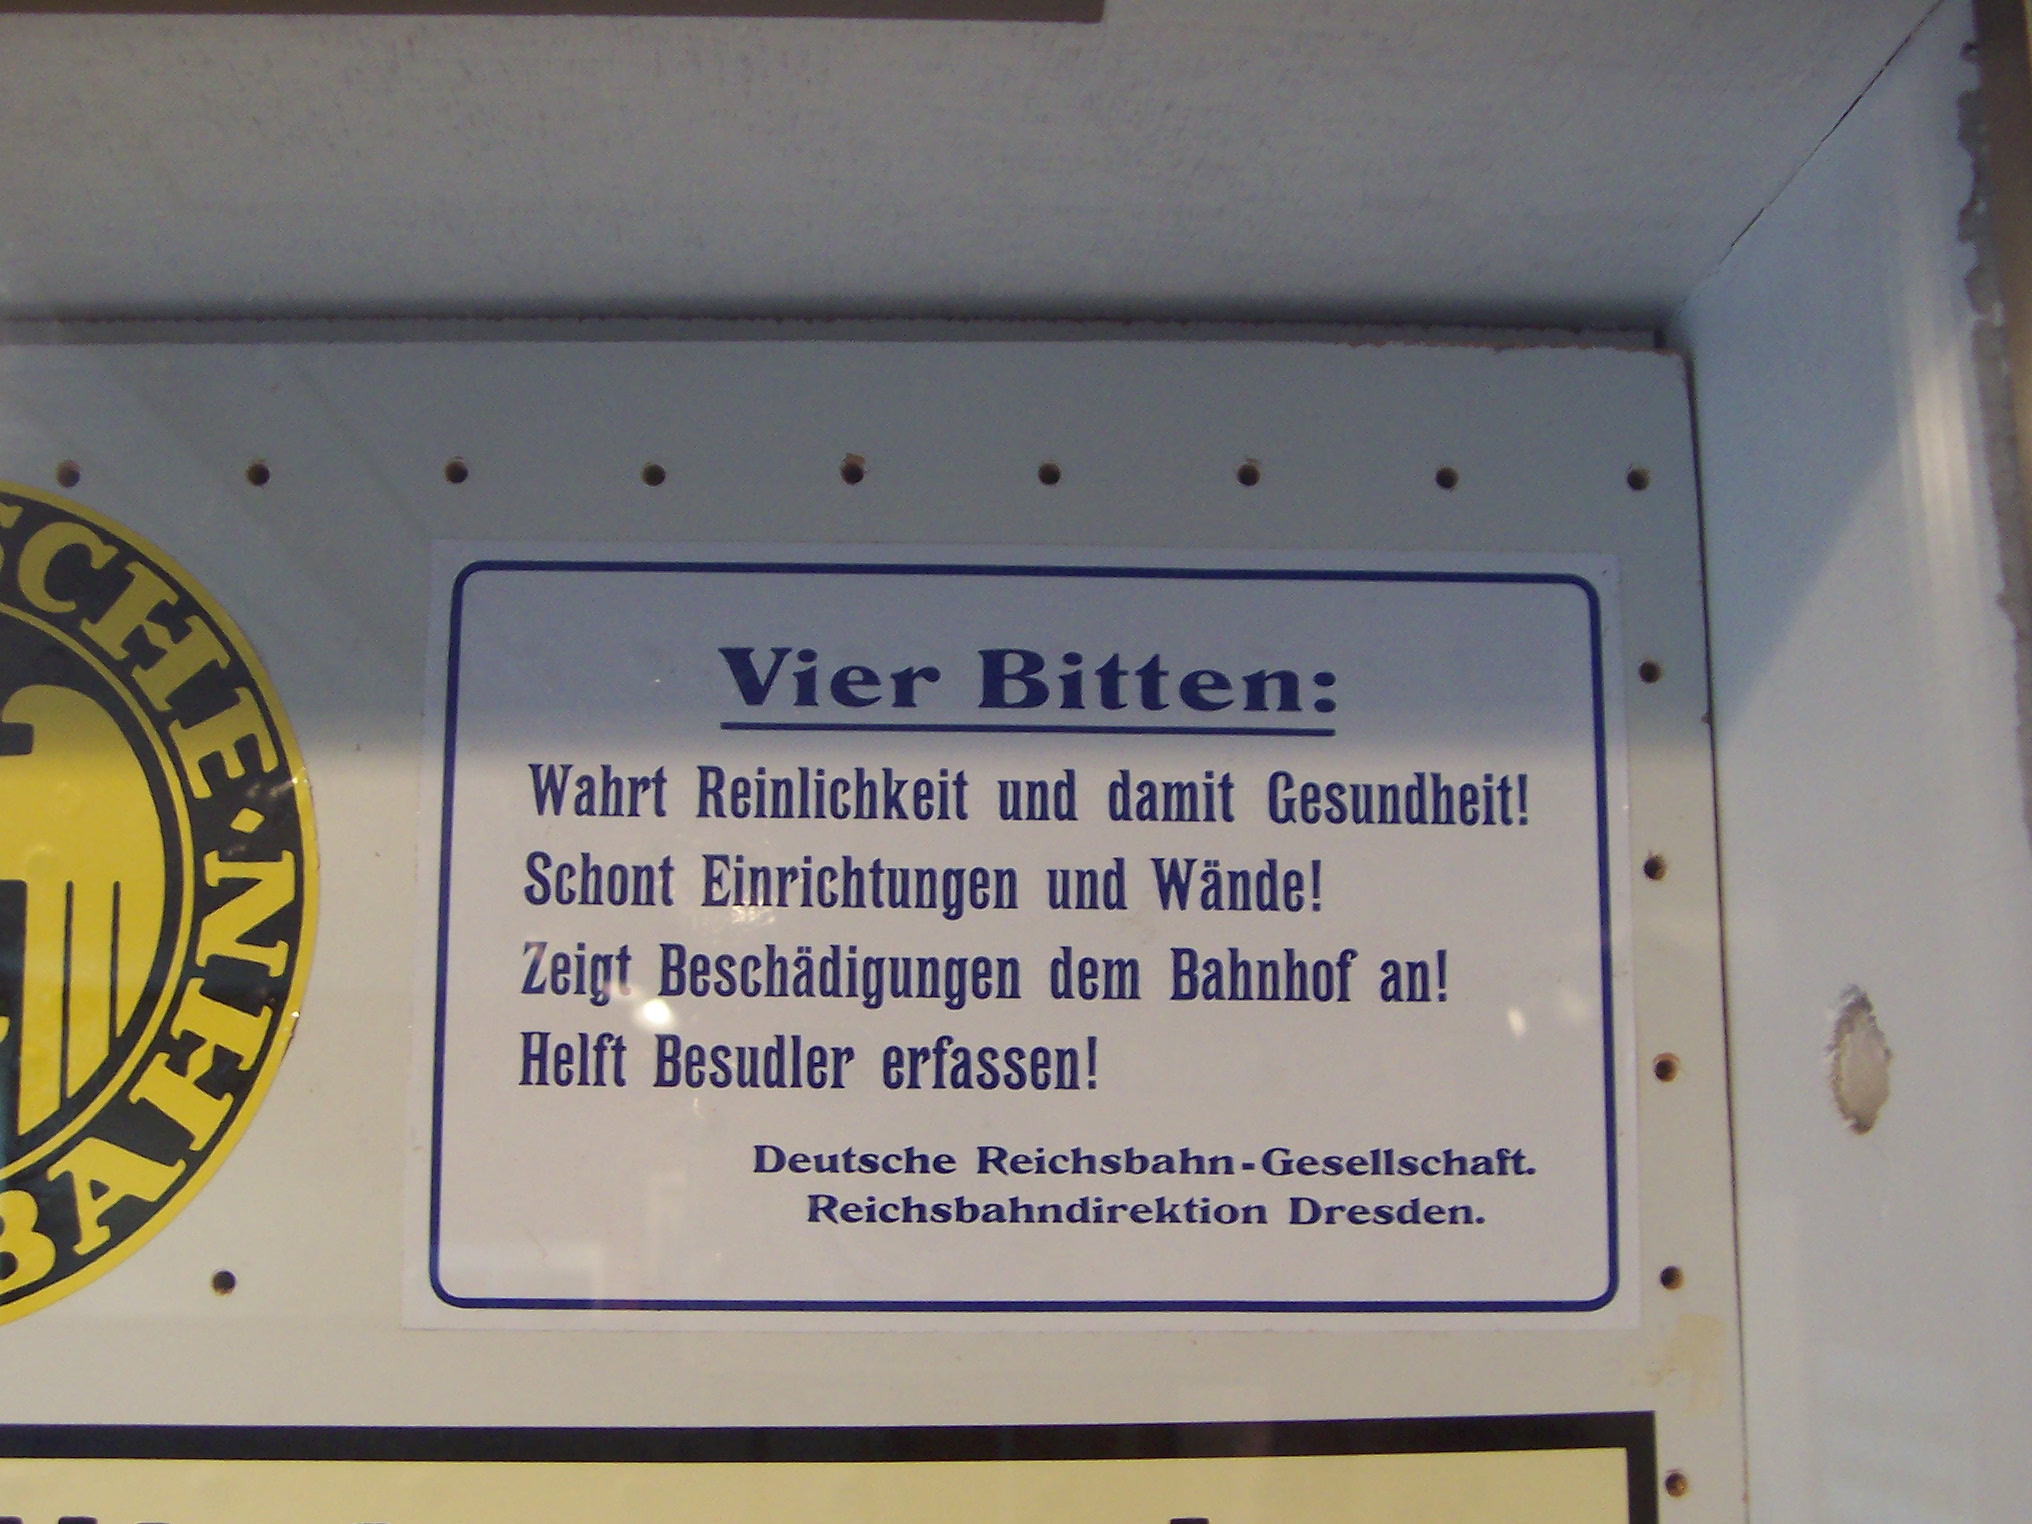 Vier Bitten:
Wahrt Reinlichkeit und damit Gesundheit!
Schont Einrichtungen und Wände!
Zeigt Beschädigungen dem Bahnhof an!
Helft Besudler erfassen!
Deutsche Reichsbahn-Gesellschaft.
Reichsbahndirektion Dresden.